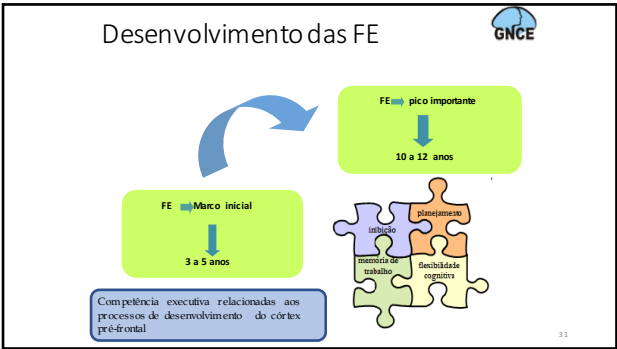 Desenvolvimento das FE
GNCE
FE pico importante
10 a 12 anos
FE Marco inicial
3 a 5 anos
planejamento
inibição
memória de
trabalho
flexibilidade
cognitiva
Competência executiva relacionadas aos
processos de desenvolvimento do córtex
pré-frontal
31